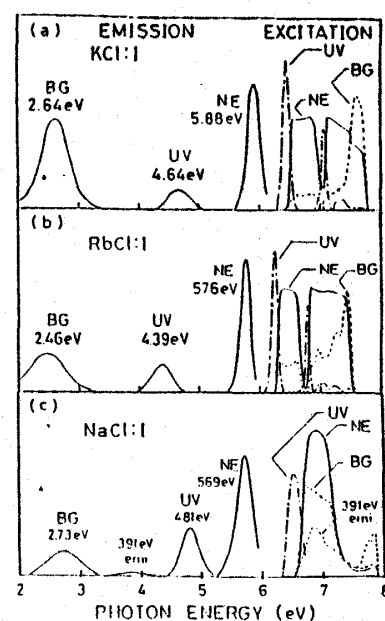 EMISSION EXCITATION
(a) KCl:I
BG
2.64eV
UV
4.64eV
NE
5.88eV
UV
NE
BG
(b) RbCl:I
BG
2.46eV
UV
4.39eV
NE
576eV
UV
NE
BG
(c) NaCl:I
BG
2.73eV
391eV
emi
UV
481eV
NE
569eV
UV
NE
BG
391eV
emi
2 3 4 5 6 7 8
PHOTON ENERGY (eV)